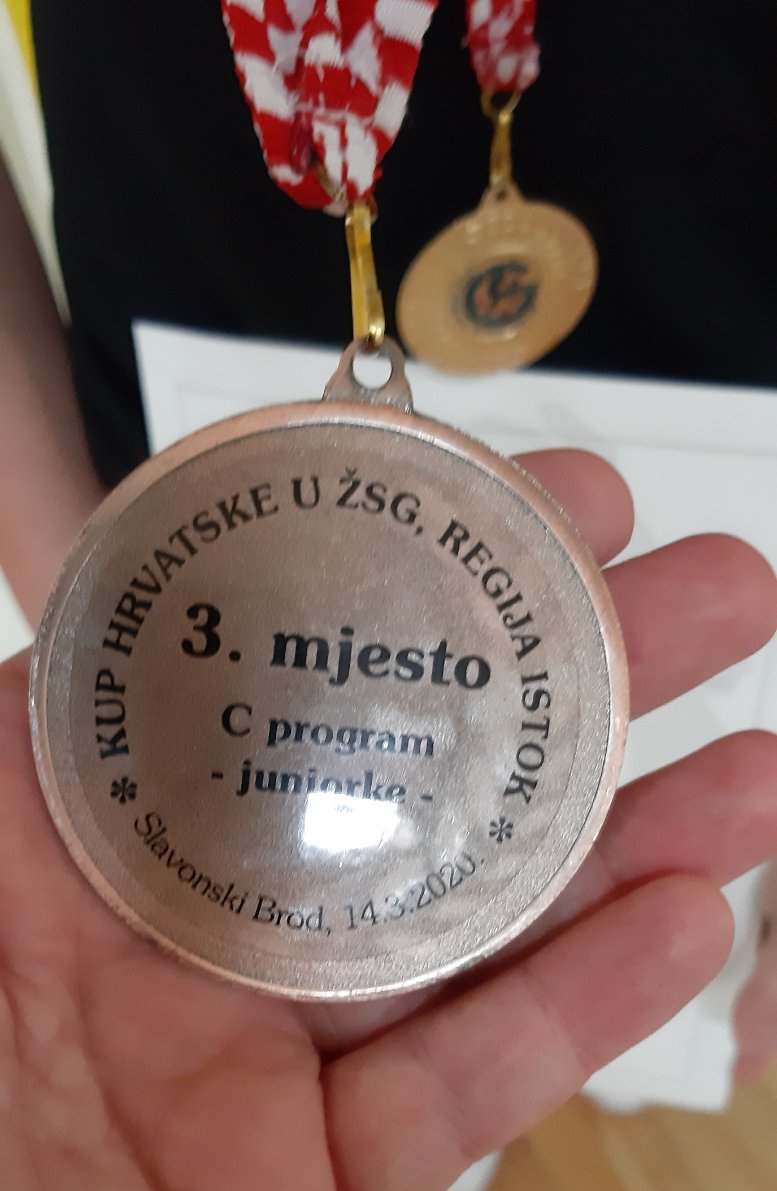 KUP HRVATSKE U ŽSG, REGIJA ISTOK
3. mjesto
C program
- juniorke -
Slavonski Brod, 14.3.2020.